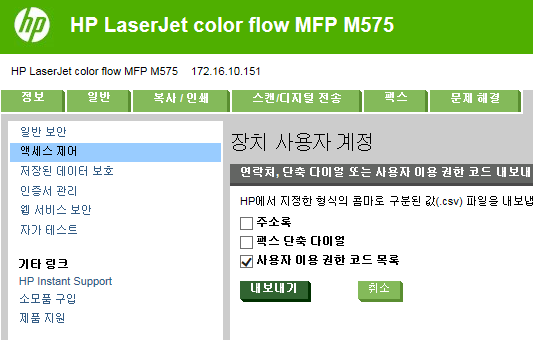 hp HP LaserJet color flow MFP M575
HP LaserJet color flow MFP M575 172.16.10.151
정보 일반 복사 / 인쇄 스캔/디지털 전송 팩스 문제 해결
일반 보안
액세스 제어
저장된 데이터 보호
인증서 관리
웹 서비스 보안
자가 테스트
기타 링크
HP Instant Support
소모품 구입
제품 지원
장치 사용자 계정
연락처, 단축 다이얼 또는 사용자 이용 권한 코드 내보내
HP에서 지정한 형식의 콤마로 구분된 값(.csv) 파일을 내보냅
주소록
팩스 단축 다이얼
사용자 이용 권한 코드 목록
내보내기 취소